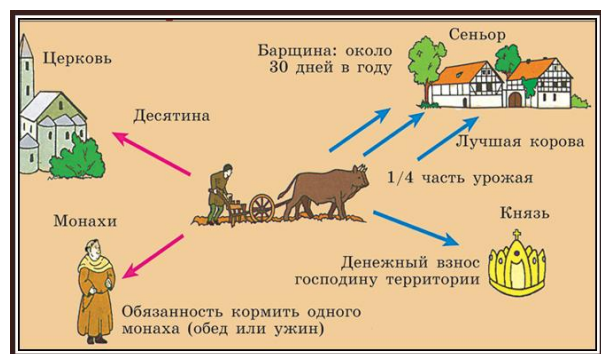 Церковь
Десятина
Барщина: около
30 дней в году
Сеньор
Лучшая корова
1/4 часть урожая
Монахи
Князь
Денежный взнос
господину территории
Обязанность кормить одного
монаха (обед или ужин)